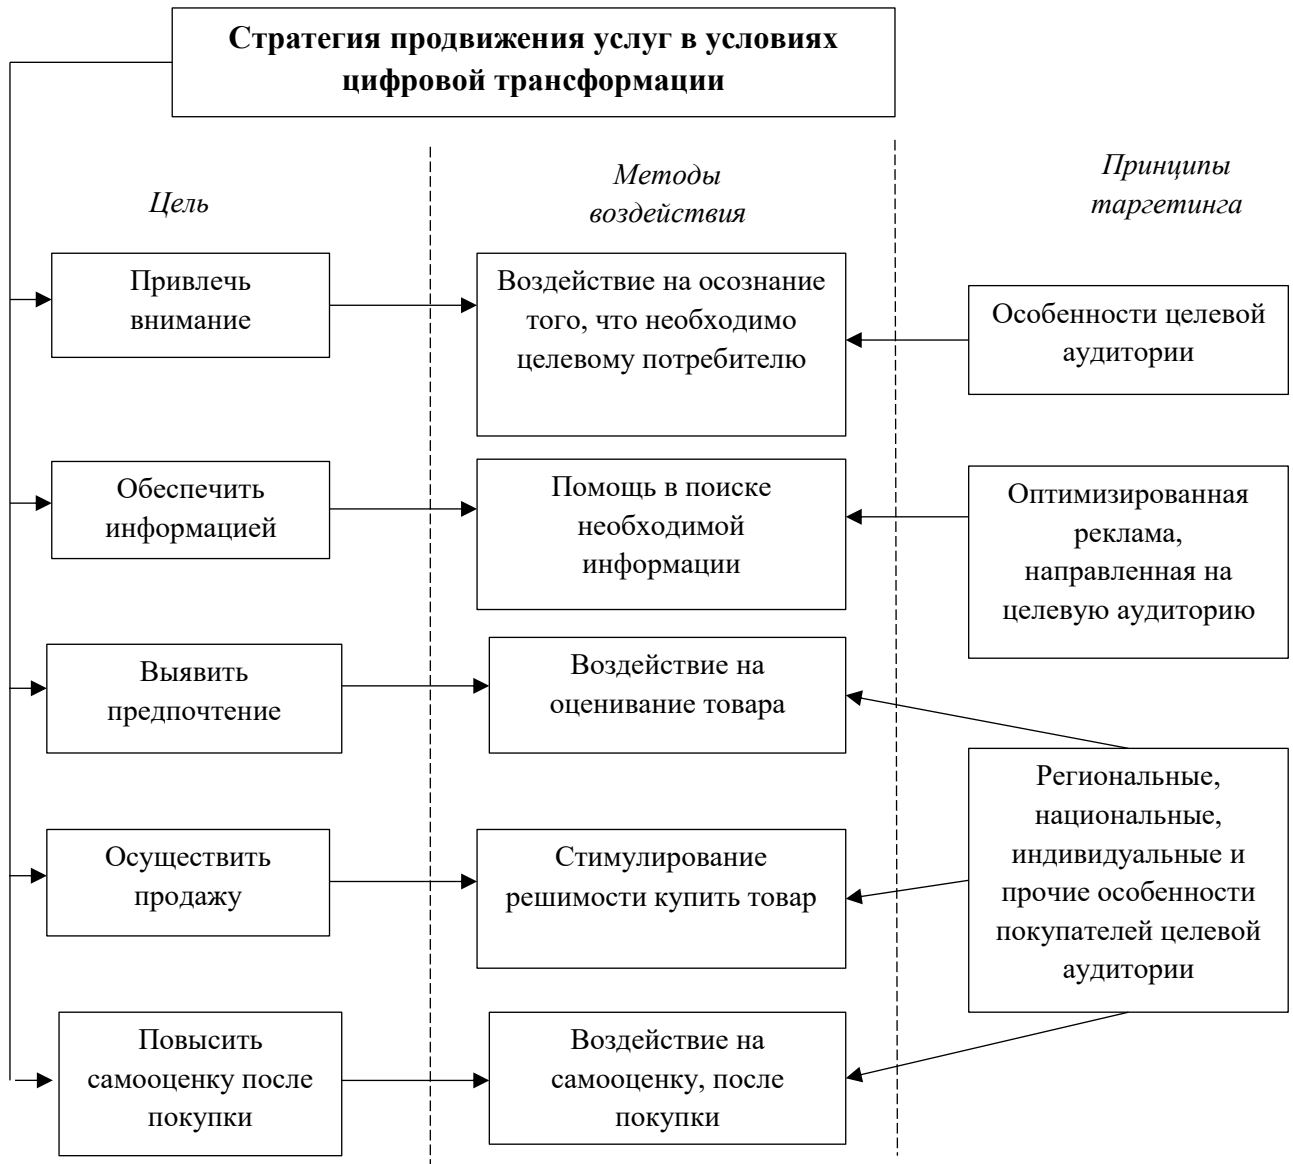 Стратегия продвижения услуг в условиях
цифровой трансформации
Цель
Методы
воздействия
Принципы
таргетинга
Привлечь
внимание
Воздействие на осознание
того, что необходимо
целевому потребителю
Особенности целевой
аудитории
Обеспечить
информацией
Помощь в поиске
необходимой
информации
Оптимизированная
реклама,
направленная на
целевую аудиторию
Выявить
предпочтение
Воздействие на
оценивание товара
Региональные,
национальные,
индивидуальные и
прочие особенности
покупателей целевой
аудитории
Осуществить
продажу
Стимулирование
решимости купить товар
Повысить
самооценку после
покупки
Воздействие на
самооценку, после
покупки